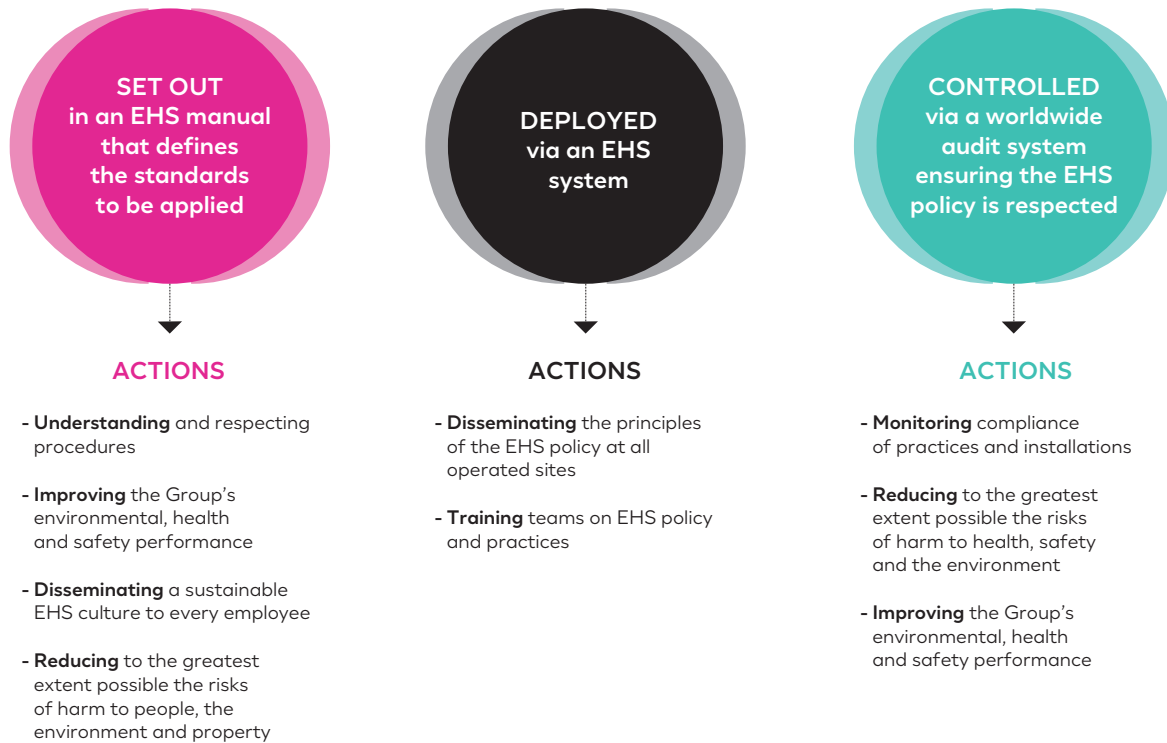 SET OUT
in an EHS manual
that defines
the standards
to be applied
ACTIONS
- Understanding and respecting
procedures
- Improving the Group's
environmental, health
and safety performance
- Disseminating a sustainable
EHS culture to every employee
- Reducing to the greatest
extent possible the risks
of harm to people, the
environment and property
DEPLOYED
via an EHS
system
ACTIONS
- Disseminating the principles
of the EHS policy at all
operated sites
- Training teams on EHS policy
and practices
CONTROLLED
via a worldwide
audit system
ensuring the EHS
policy is respected
ACTIONS
- Monitoring compliance
of practices and installations
- Reducing to the greatest
extent possible the risks
of harm to health, safety
and the environment
- Improving the Group's
environmental, health
and safety performance